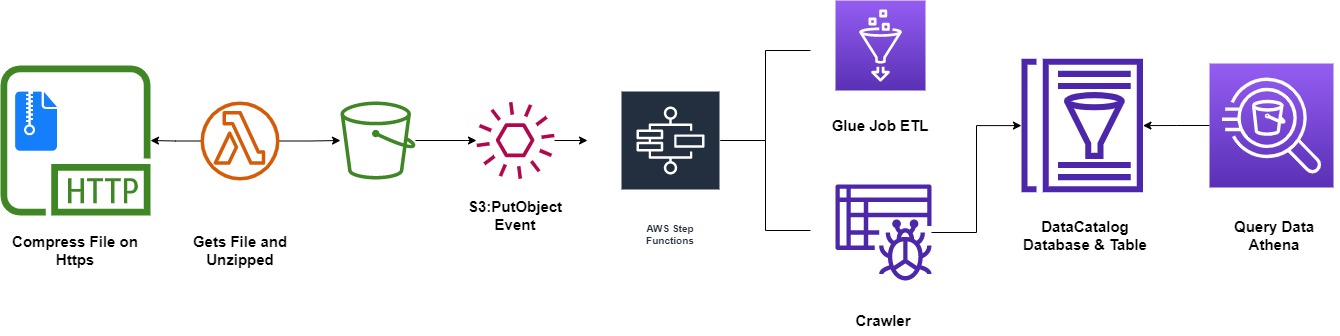 HTTP
Compress File on
Https
Gets File and
Unzipped
S3:PutObject
Event
AWS Step
Functions
Glue Job ETL
Crawler
DataCatalog
Database & Table
Query Data
Athena